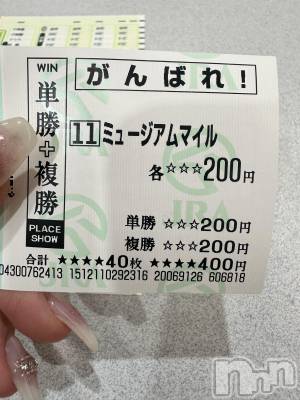 WIN
単勝+複勝
PLACE
SHOW
がんばれ!
11 ミュージアムマイル
各☆☆☆200円
単勝 ☆☆☆200円
複勝 ☆☆☆200円
合計 ★★★★40枚 ★★★★400円
04300762413 1512110292316 20069126 606818
JRA